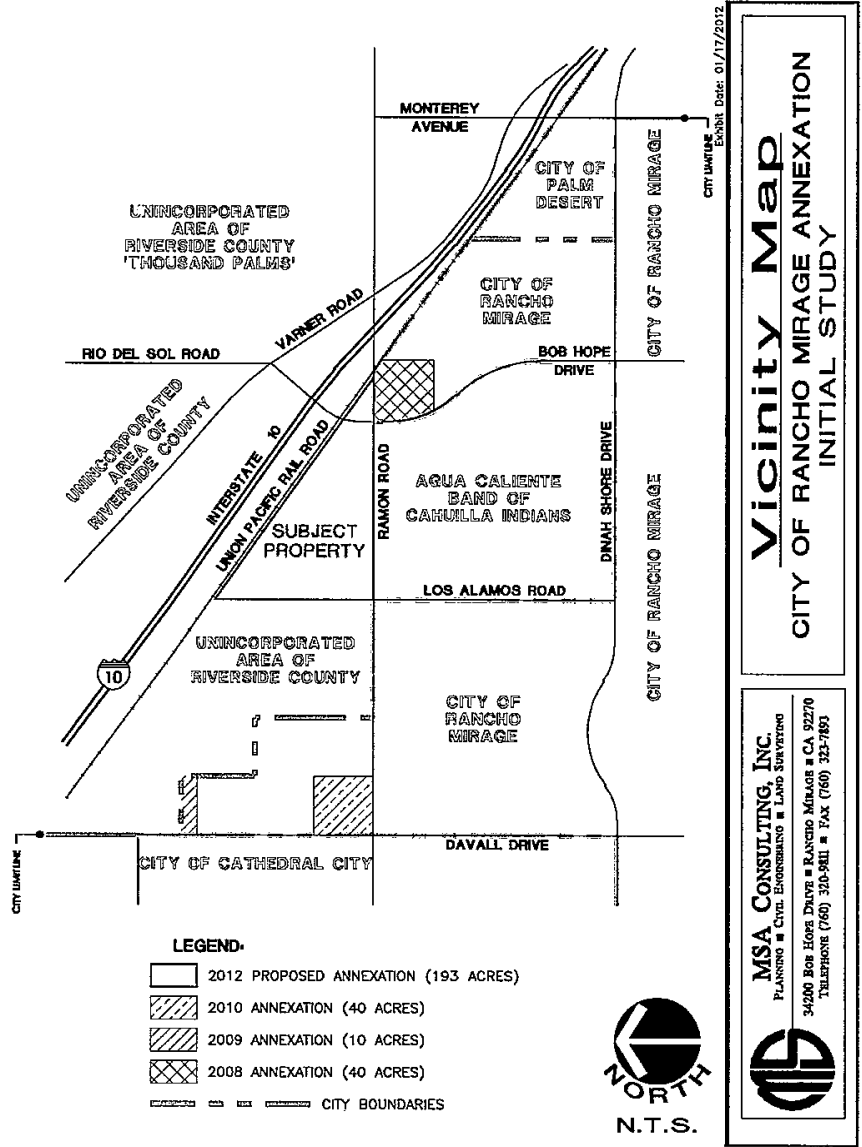 MONTEREY
AVENUE
CITY LIMIT LINE
CITY OF
PALM
DESERT
CITY OF RANCHO MIRAGE
UNINCORPORATED
AREA OF
RIVERSIDE COUNTY
'THOUSAND PALMS'
CITY OF
RANCHO
MIRAGE
VARNER ROAD
RIO DEL SOL ROAD
BOB HOPE
DRIVE
UNINCORPORATED
AREA OF
RIVERSIDE COUNTY
INTERSTATE 10
UNION PACIFIC RAIL ROAD
RAMON ROAD
DINAH SHORE DRIVE
AGUA CALIENTE
BAND OF
CAHUILLA INDIANS
SUBJECT
PROPERTY
CITY OF RANCHO MIRAGE
LOS ALAMOS ROAD
UNINCORPORATED
AREA OF
RIVERSIDE COUNTY
10
CITY OF
RANCHO
MIRAGE
DAVALL DRIVE
CITY OF CATHEDRAL CITY
CITY LIMIT LINE
LEGEND:
2012 PROPOSED ANNEXATION (193 ACRES)
2010 ANNEXATION (40 ACRES)
2009 ANNEXATION (10 ACRES)
2008 ANNEXATION (40 ACRES)
CITY BOUNDARIES
NORTH
N.T.S.
Exhibit Date: 01/17/2012
Vicinity Map
CITY OF RANCHO MIRAGE ANNEXATION
INITIAL STUDY
MSA CONSULTING, INC.
PLANNING ■ CIVIL ENGINEERING ■ LAND SURVEYING
34200 BOB HOPE DRIVE ■ RANCHO MIRAGE ■ CA 92270
TELEPHONE (760) 320-9811 ■ FAX (760) 323-7893